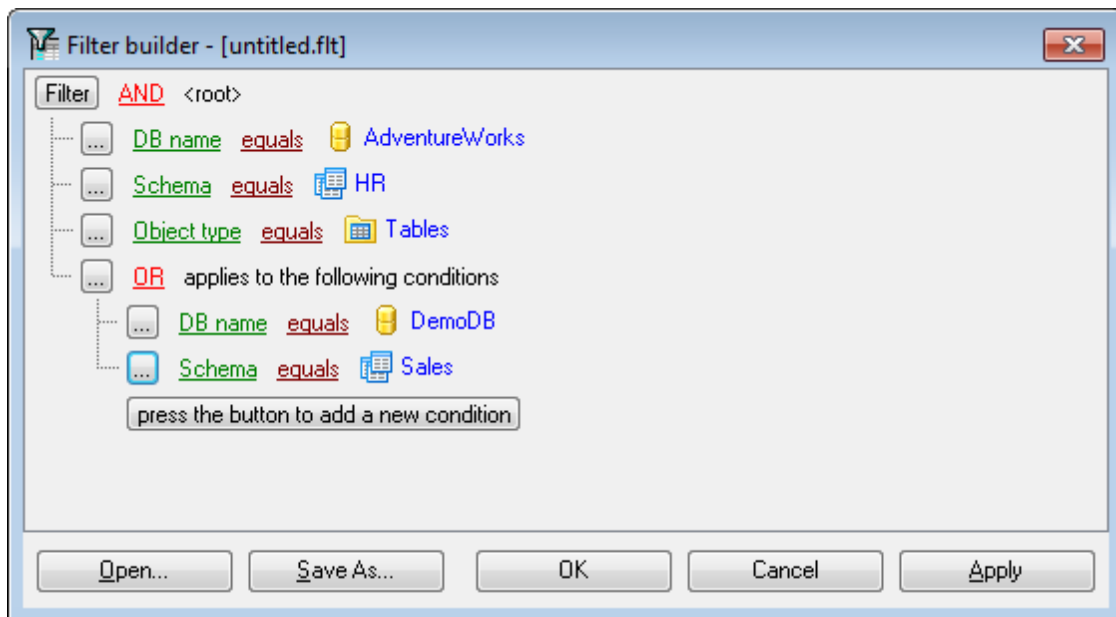 Filter builder - [untitled.flt]
Filter AND <root>
... DB name equals AdventureWorks
... Schema equals HR
... Object type equals Tables
... OR applies to the following conditions
... DB name equals DemoDB
... Schema equals Sales
press the button to add a new condition
Open... Save As... OK Cancel Apply